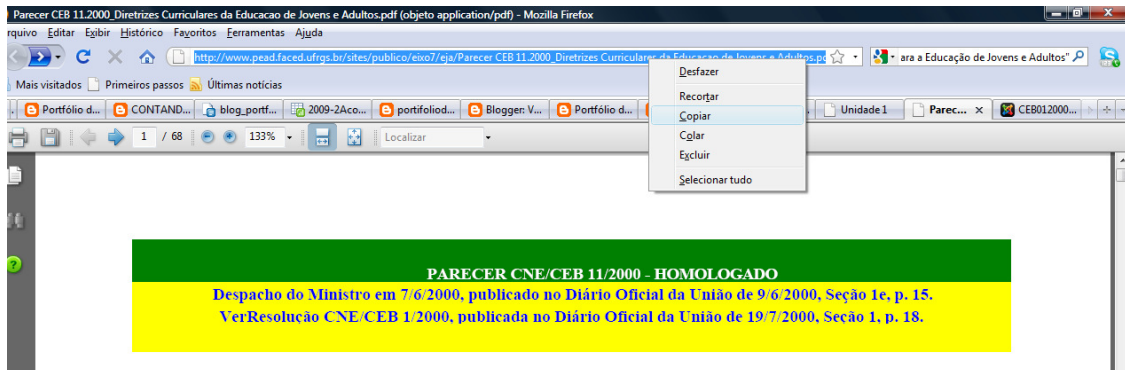 Parecer CEB 11.2000_Diretrizes Curriculares da Educacao de Jovens e Adultos.pdf (objeto application/pdf) - Mozilla Firefox
rquivo Editar Exibir Histórico Favoritos Ferramentas Ajuda
http://www.pead.faced.ufrgs.br/sites/publico/eixo7/eja/Parecer CEB 11.2000_Diretrizes Curriculares da Educacao de Jovens e Adultos.pd
ara a Educação de Jovens e Adultos"
Mais visitados Primeiros passos Últimas notícias
Portfólio d... CONTAND... blog_portf... 2009-2Aco... portifoliod... Blogger: V... Portfólio d... Unidade 1 Parec... CEB012000...
1 / 68 133% Localizar
Desfazer
Recortar
Copiar
Colar
Excluir
Selecionar tudo
PARECER CNE/CEB 11/2000 - HOMOLOGADO
Despacho do Ministro em 7/6/2000, publicado no Diário Oficial da União de 9/6/2000, Seção 1e, p. 15.
VerResolução CNE/CEB 1/2000, publicada no Diário Oficial da União de 19/7/2000, Seção 1, p. 18.